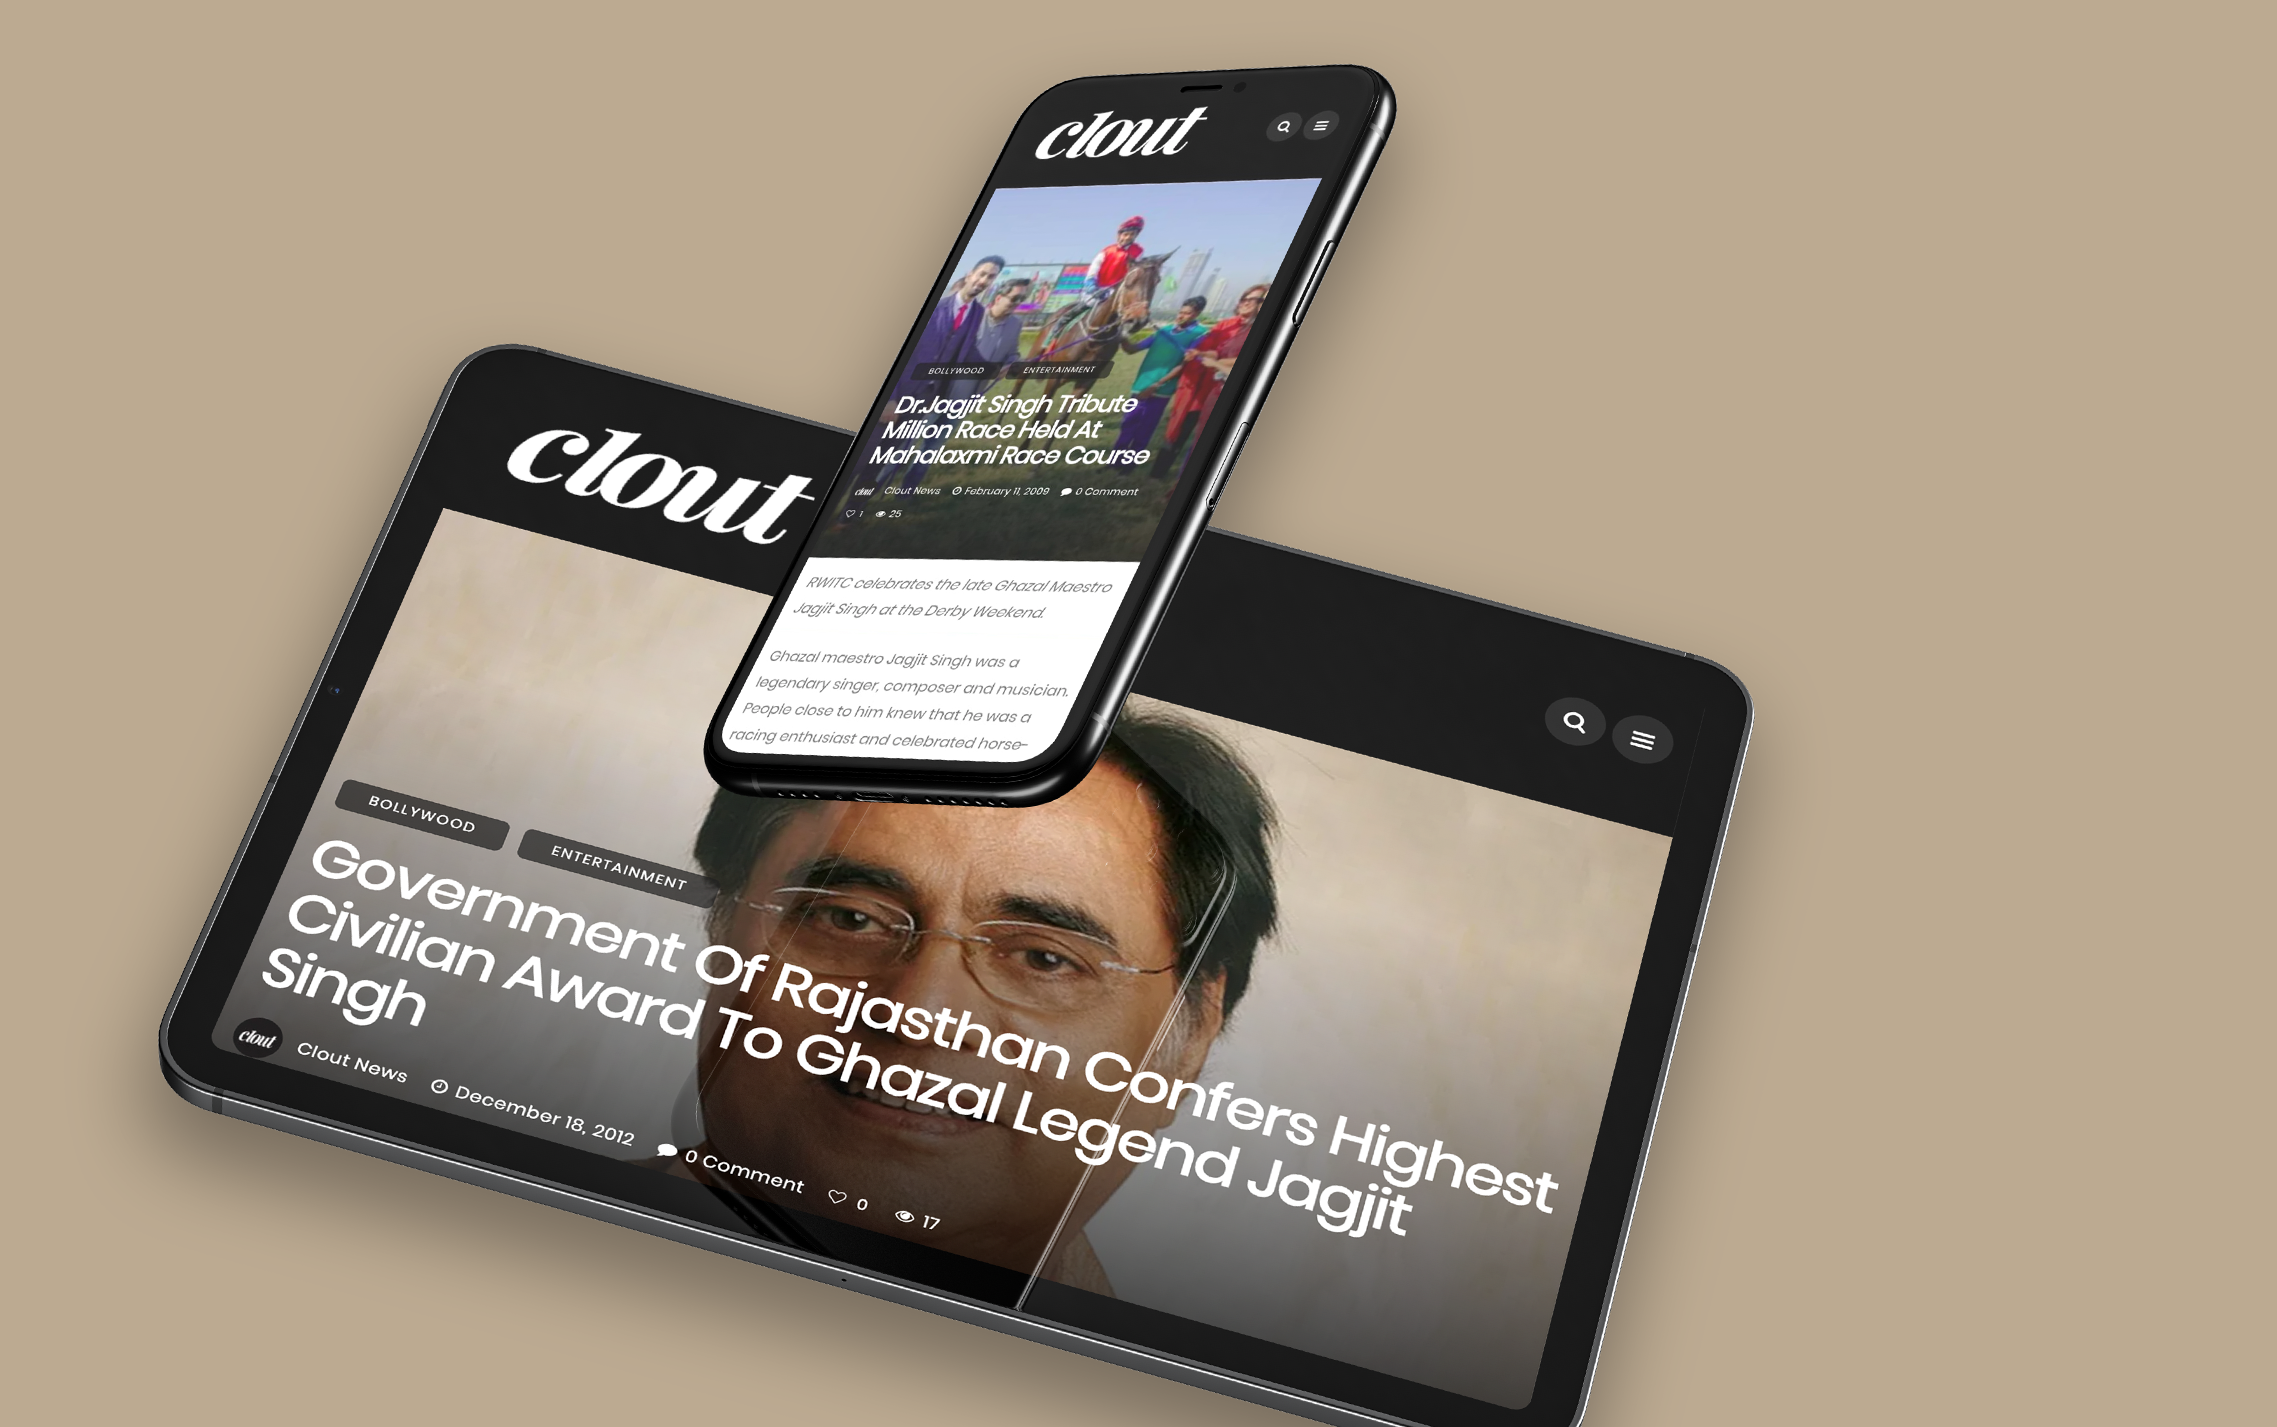 clout
BOLLYWOOD ENTERTAINMENT
Dr.Jagjit Singh Tribute
Million Race Held At
Mahalaxmi Race Course
clout Clout News February 11, 2009 0 Comment
1 25
RWITC celebrates the late Ghazal Maestro
Jagjit Singh at the Derby Weekend.
Ghazal maestro Jagjit Singh was a
legendary singer, composer and musician.
People close to him knew that he was a
racing enthusiast and celebrated horse-
clout
BOLLYWOOD ENTERTAINMENT
Government Of Rajasthan Confers Highest
Civilian Award To Ghazal Legend Jagjit
Singh
clout Clout News December 18, 2012 0 Comment 0 17